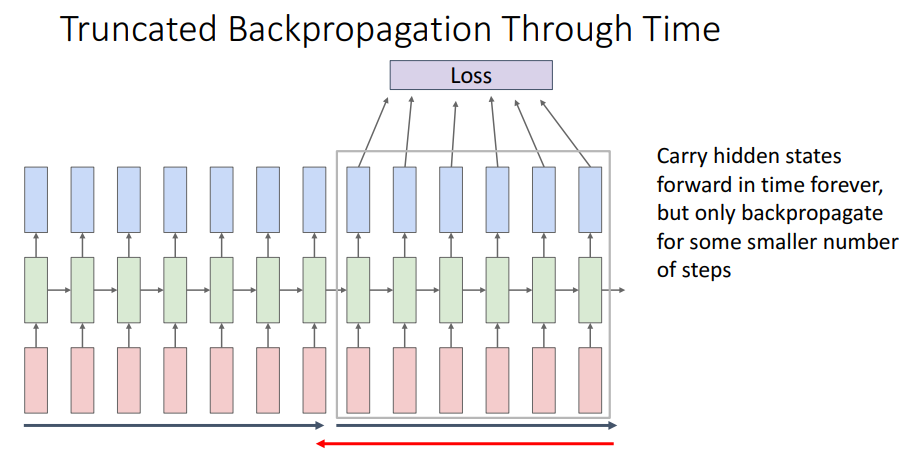 Truncated Backpropagation Through Time
Loss
Carry hidden states
forward in time forever,
but only backpropagate
for some smaller number
of steps